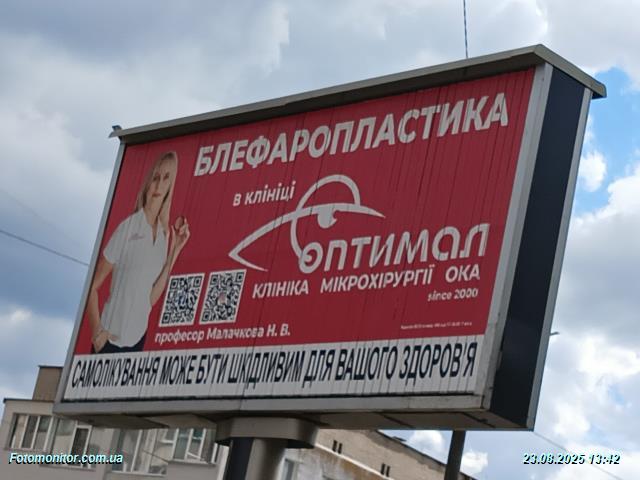 БЛЕФАРОПЛАСТИКА
в клініці
ОПТИМАЛ
КЛІНІКА МІКРОХІРУРГІЇ ОКА
since 2000
професор Малачкова Н. В.
САМОЛІКУВАННЯ МОЖЕ БУТИ ШКІДЛИВИМ ДЛЯ ВАШОГО ЗДОРОВ'Я
Fotomonitor.com.ua
23.08.2025 13:42